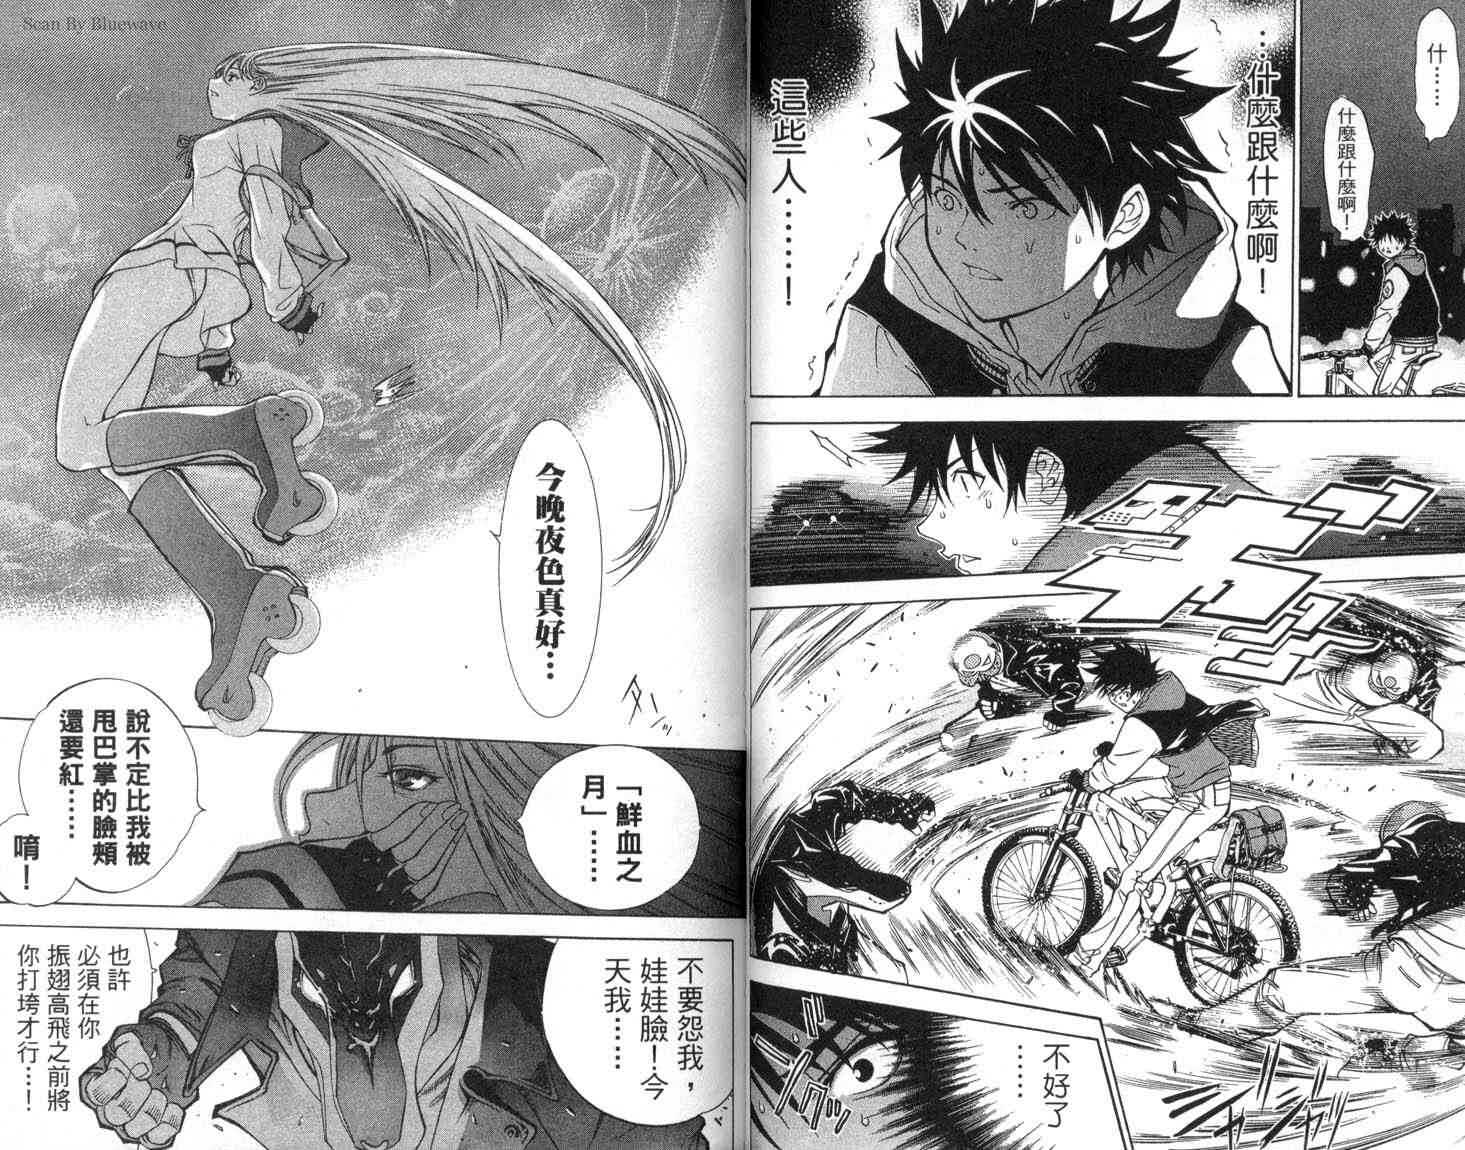 Scan By Bluewave
什……
什麼跟什麼啊！
…什麼跟什麼啊！
這些人……！
不好了
……
今晚夜色真好…
「鮮血之
月」……
說不定比我被
甩巴掌的臉頰
還要紅……
唷！
不要怨我，
娃娃臉！今
天我……
也許
必須在你
振翅高飛之前將
你打垮才行…！